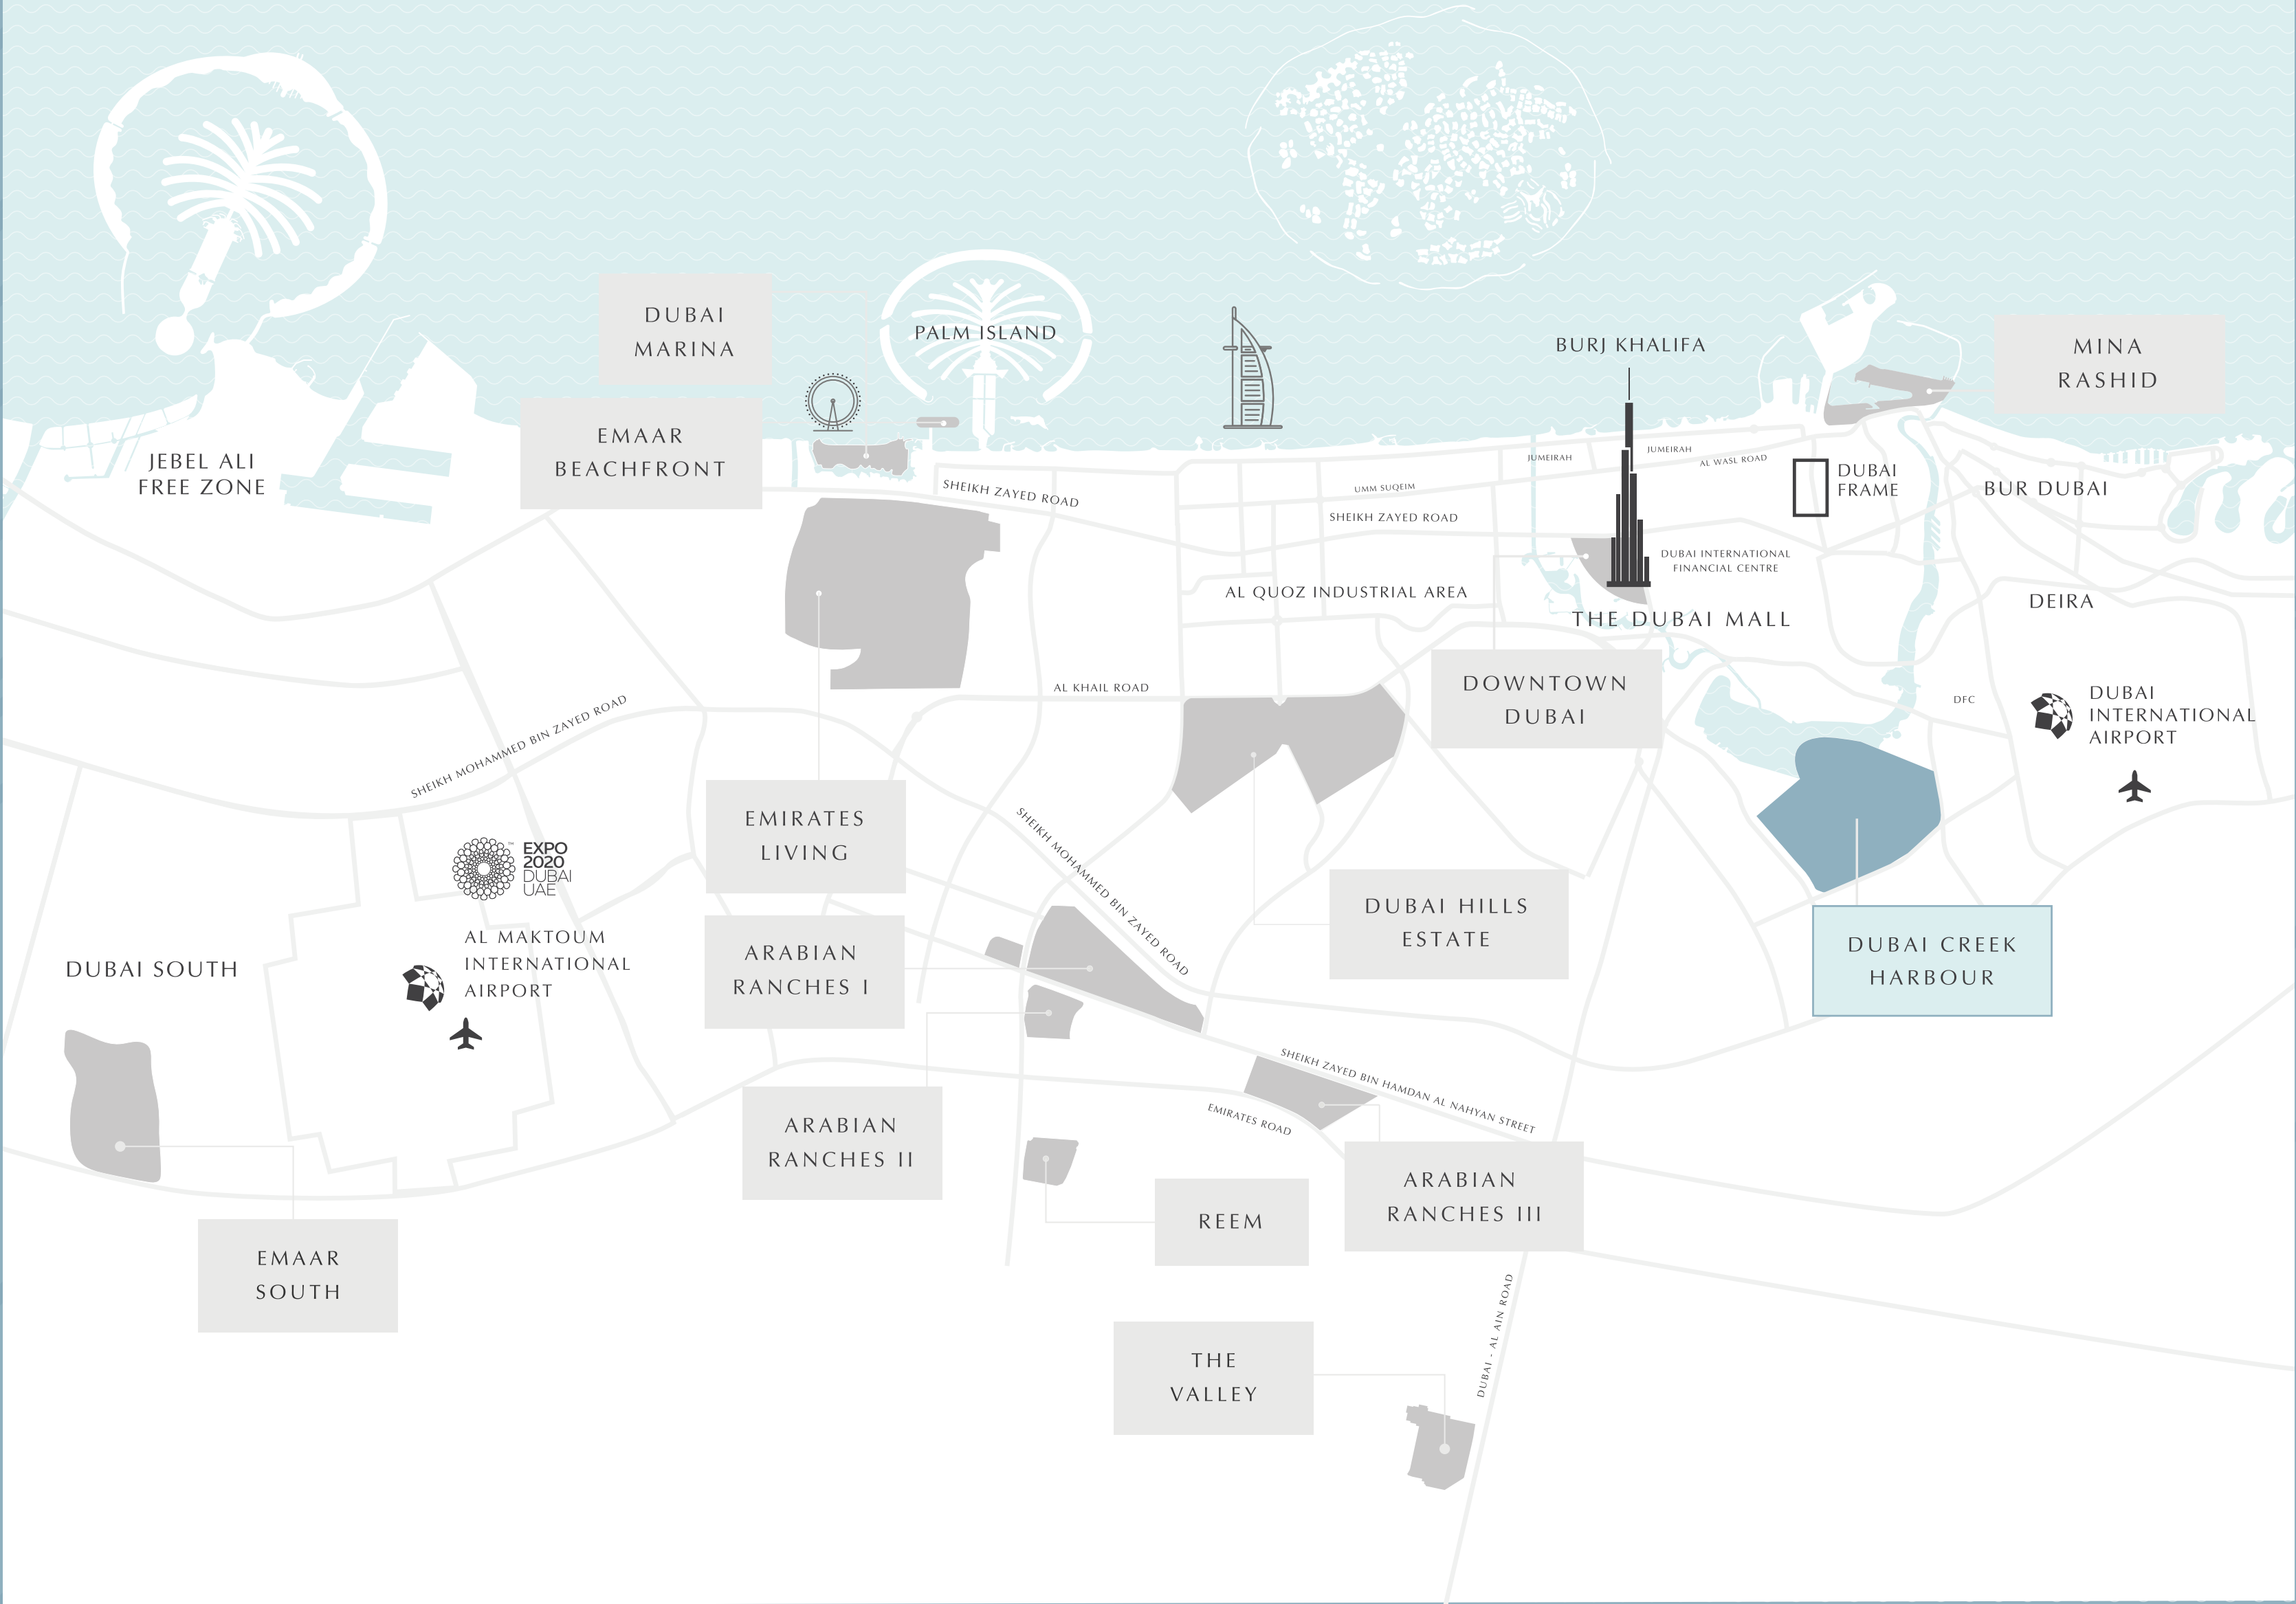 DUBAI
MARINA
PALM ISLAND
BURJ KHALIFA
MINA
RASHID
EMAAR
BEACHFRONT
JEBEL ALI
FREE ZONE
SHEIKH ZAYED ROAD
JUMEIRAH
JUMEIRAH
AL WASL ROAD
UMM SUQEIM
SHEIKH ZAYED ROAD
DUBAI
FRAME
BUR DUBAI
DUBAI INTERNATIONAL
FINANCIAL CENTRE
AL QUOZ INDUSTRIAL AREA
THE DUBAI MALL
DEIRA
AL KHAIL ROAD
DOWNTOWN
DUBAI
DFC
DUBAI
INTERNATIONAL
AIRPORT
SHEIKH MOHAMMED BIN ZAYED ROAD
EMIRATES
LIVING
SHEIKH MOHAMMED BIN ZAYED ROAD
EXPO
2020
DUBAI
UAE
™
DUBAI HILLS
ESTATE
DUBAI CREEK
HARBOUR
AL MAKTOUM
INTERNATIONAL
AIRPORT
DUBAI SOUTH
ARABIAN
RANCHES I
SHEIKH ZAYED BIN HAMDAN AL NAHYAN STREET
EMIRATES ROAD
ARABIAN
RANCHES II
ARABIAN
RANCHES III
REEM
EMAAR
SOUTH
DUBAI - AL AIN ROAD
THE
VALLEY